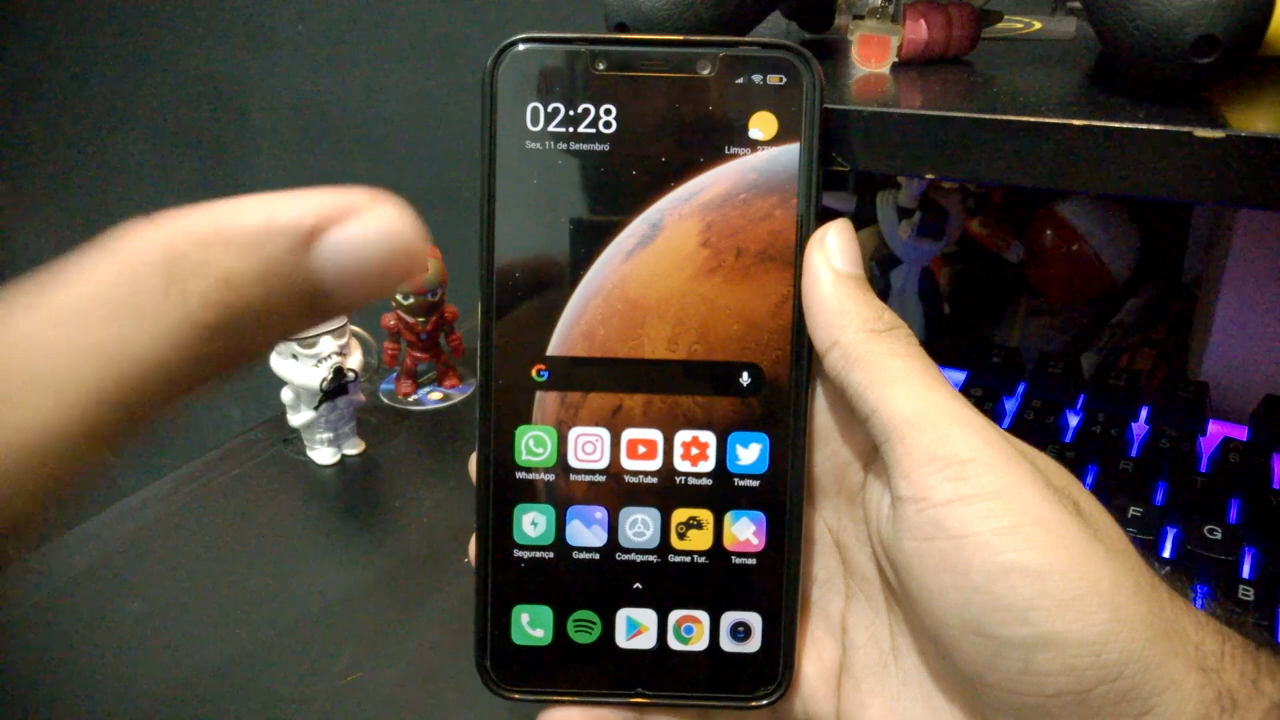 02:28
Sex, 11 de Setembro
Limpo 27°
WhatsApp
Instander
YouTube
YT Studio
Twitter
Segurança
Galeria
Configuraç..
Game Tur..
Temas
F
G
B